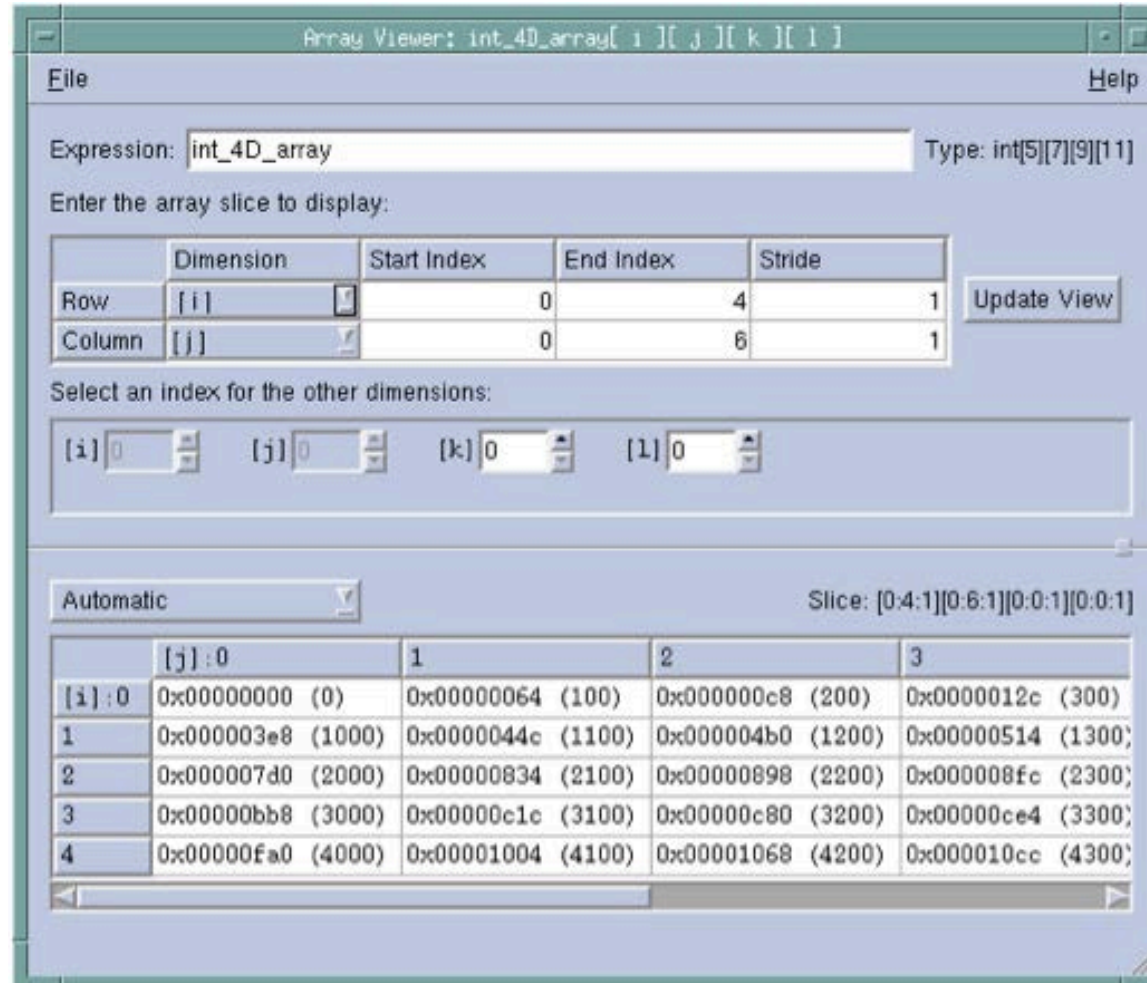 Array Viewer: int_4D_array[ i ][ j ][ k ][ l ]
File Help
Expression: int_4D_array Type: int[5][7][9][11]
Enter the array slice to display:
Dimension Start Index End Index Stride
Row [i] 0 4 1 Update View
Column [j] 0 6 1
Select an index for the other dimensions:
[i] 0 [j] 0 [k] 0 [l] 0
Automatic Slice: [0:4:1][0:6:1][0:0:1][0:0:1]
[j]:0 1 2 3
[i]:0 0x00000000 (0) 0x00000064 (100) 0x000000c8 (200) 0x0000012c (300)
1 0x000003e8 (1000) 0x0000044c (1100) 0x000004b0 (1200) 0x00000514 (1300)
2 0x000007d0 (2000) 0x00000834 (2100) 0x00000898 (2200) 0x000008fc (2300)
3 0x00000bb8 (3000) 0x00000c1c (3100) 0x00000c80 (3200) 0x00000ce4 (3300)
4 0x00000fa0 (4000) 0x00001004 (4100) 0x00001068 (4200) 0x000010cc (4300)